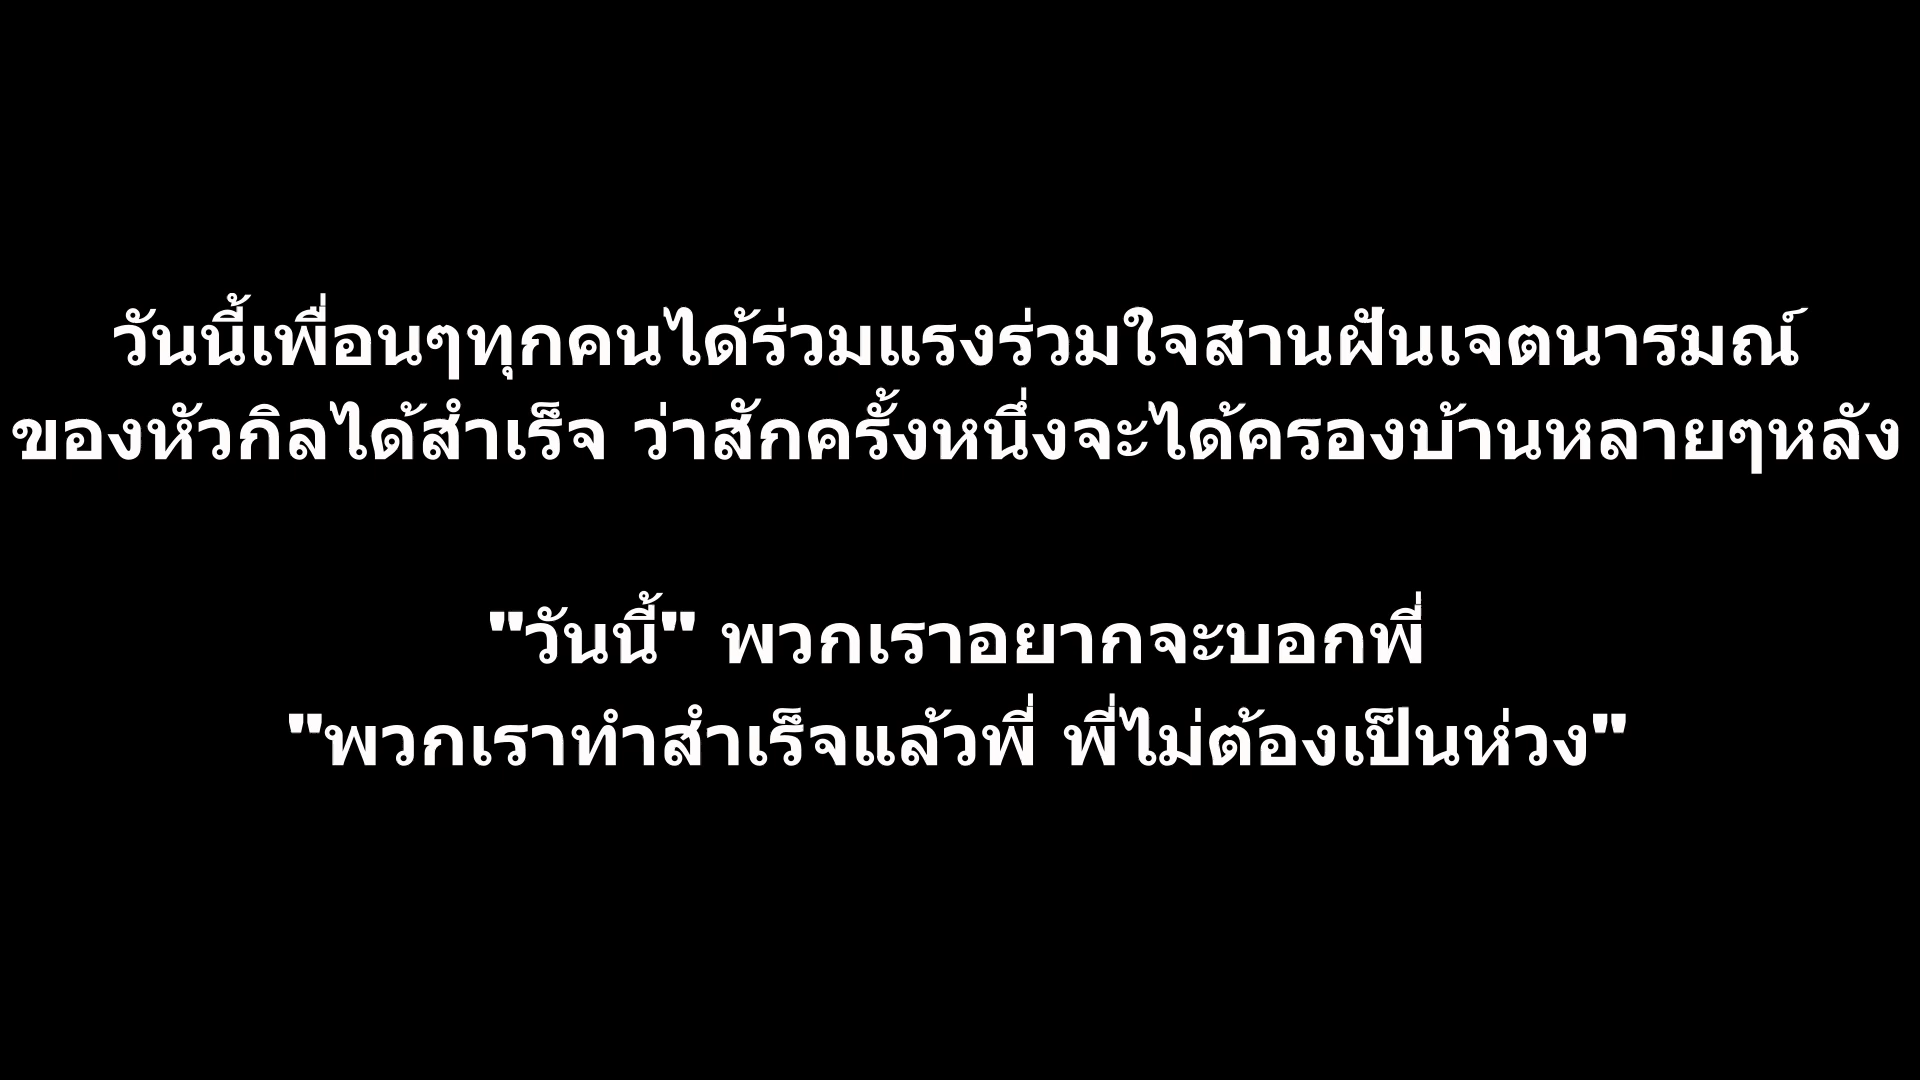 วันนี้เพื่อนๆทุกคนได้ร่วมแรงร่วมใจสานฝันเจตนารมณ์
ของหัวกิลได้สำเร็จ ว่าสักครั้งหนึ่งจะได้ครองบ้านหลายๆหลัง
"วันนี้" พวกเราอยากจะบอกพี่
"พวกเราทำสำเร็จแล้วพี่ พี่ไม่ต้องเป็นห่วง"